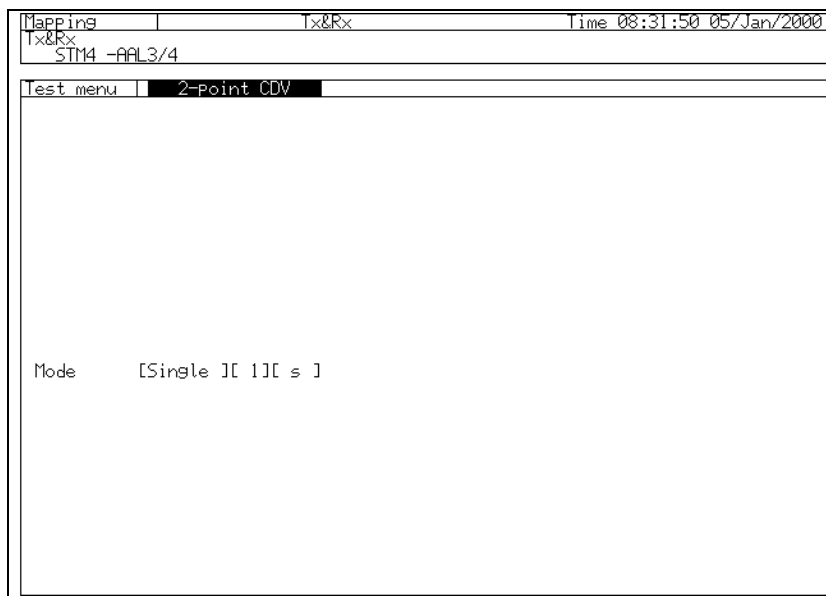 Mapping Tx&Rx Time 08:31:50 05/Jan/2000
Tx&Rx
STM4 -AAL3/4
Test menu 2-point CDV
Mode [Single ][ 1][ s ]